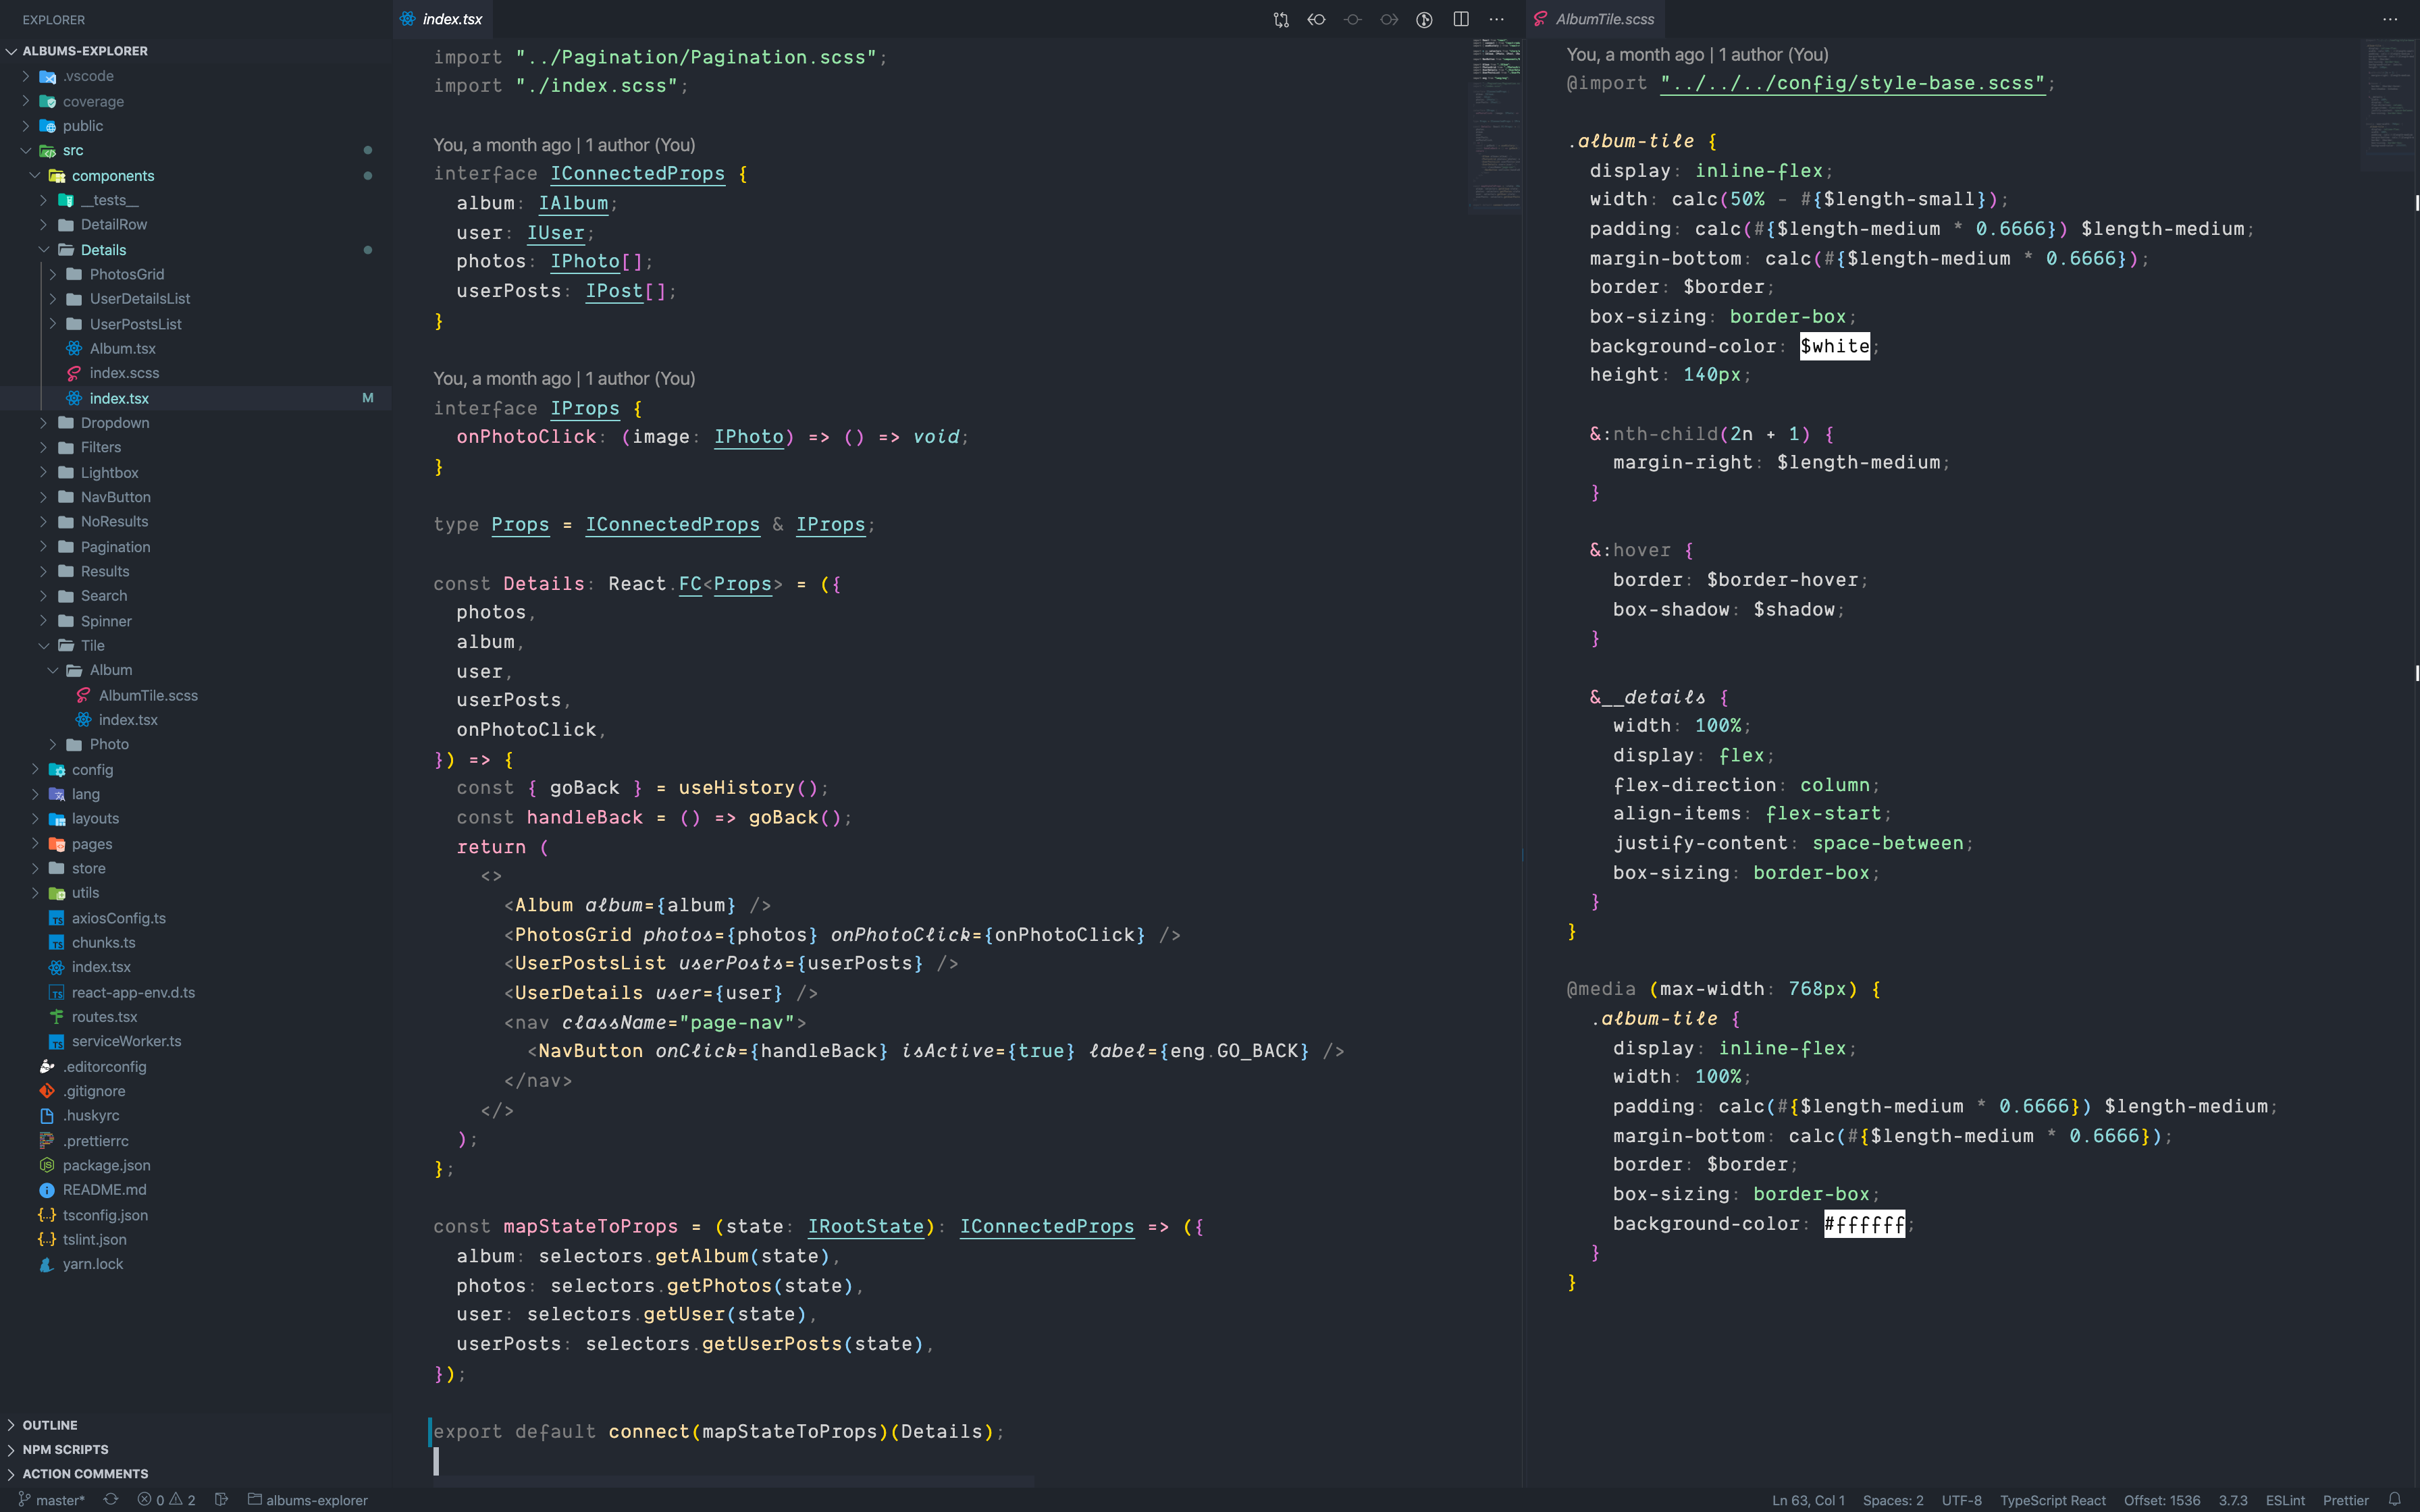 EXPLORER
ALBUMS-EXPLORER
.vscode
coverage
public
src
components
__tests__
DetailRow
Details
PhotosGrid
UserDetailsList
UserPostsList
Album.tsx
index.scss
index.tsx M
Dropdown
Filters
Lightbox
NavButton
NoResults
Pagination
Results
Search
Spinner
Tile
Album
AlbumTile.scss
index.tsx
Photo
config
lang
layouts
pages
store
utils
axiosConfig.ts
chunks.ts
index.tsx
react-app-env.d.ts
routes.tsx
serviceWorker.ts
.editorconfig
.gitignore
.huskyrc
.prettierrc
package.json
README.md
tsconfig.json
tslint.json
yarn.lock
OUTLINE
NPM SCRIPTS
ACTION COMMENTS
index.tsx
import "../Pagination/Pagination.scss";
import "./index.scss";
You, a month ago | 1 author (You)
interface IConnectedProps {
  album: IAlbum;
  user: IUser;
  photos: IPhoto[];
  userPosts: IPost[];
}
You, a month ago | 1 author (You)
interface IProps {
  onPhotoClick: (image: IPhoto) => () => void;
}
type Props = IConnectedProps & IProps;
const Details: React.FC<Props> = ({
  photos,
  album,
  user,
  userPosts,
  onPhotoClick,
}) => {
  const { goBack } = useHistory();
  const handleBack = () => goBack();
  return (
    <>
      <Album album={album} />
      <PhotosGrid photos={photos} onPhotoClick={onPhotoClick} />
      <UserPostsList userPosts={userPosts} />
      <UserDetails user={user} />
      <nav className="page-nav">
        <NavButton onClick={handleBack} isActive={true} label={eng.GO_BACK} />
      </nav>
    </>
  );
};
const mapStateToProps = (state: IRootState): IConnectedProps => ({
  album: selectors.getAlbum(state),
  photos: selectors.getPhotos(state),
  user: selectors.getUser(state),
  userPosts: selectors.getUserPosts(state),
});
export default connect(mapStateToProps)(Details);
AlbumTile.scss
You, a month ago | 1 author (You)
@import "../../../config/style-base.scss";
.album-tile {
  display: inline-flex;
  width: calc(50% - #{$length-small});
  padding: calc(#{$length-medium * 0.6666}) $length-medium;
  margin-bottom: calc(#{$length-medium * 0.6666});
  border: $border;
  box-sizing: border-box;
  background-color: $white;
  height: 140px;
  &:nth-child(2n + 1) {
    margin-right: $length-medium;
  }
  &:hover {
    border: $border-hover;
    box-shadow: $shadow;
  }
  &__details {
    width: 100%;
    display: flex;
    flex-direction: column;
    align-items: flex-start;
    justify-content: space-between;
    box-sizing: border-box;
  }
}
@media (max-width: 768px) {
  .album-tile {
    display: inline-flex;
    width: 100%;
    padding: calc(#{$length-medium * 0.6666}) $length-medium;
    margin-bottom: calc(#{$length-medium * 0.6666});
    border: $border;
    box-sizing: border-box;
    background-color: #ffffff;
  }
}
master* 0 2 albums-explorer Ln 63, Col 1 Spaces: 2 UTF-8 TypeScript React Offset: 1536 3.7.3 ESLint Prettier